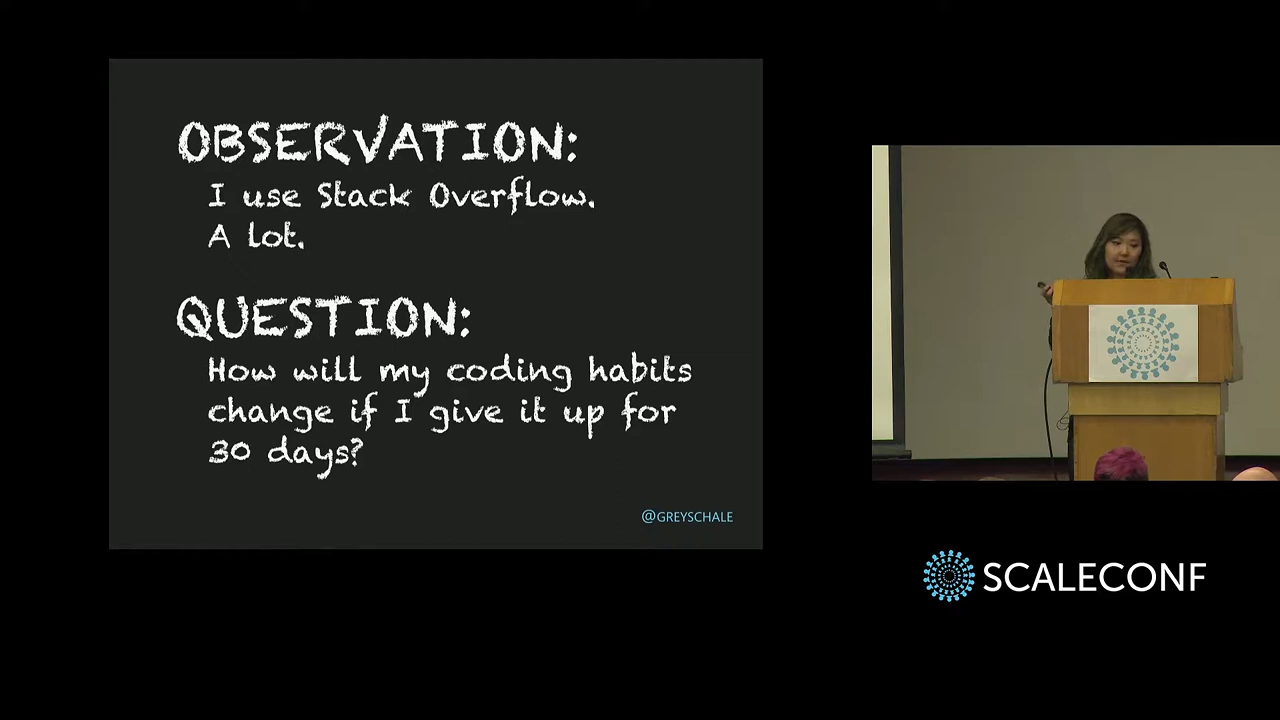 OBSERVATION:
I use Stack Overflow.
A lot.
QUESTION:
How will my coding habits
change if I give it up for
30 days?
@GREYSCHALE
SCALECONF